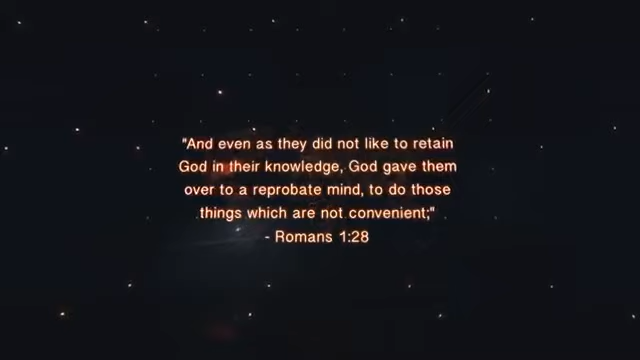 "And even as they did not like to retain
God in their knowledge, God gave them
over to a reprobate mind, to do those
things which are not convenient;"
- Romans 1:28